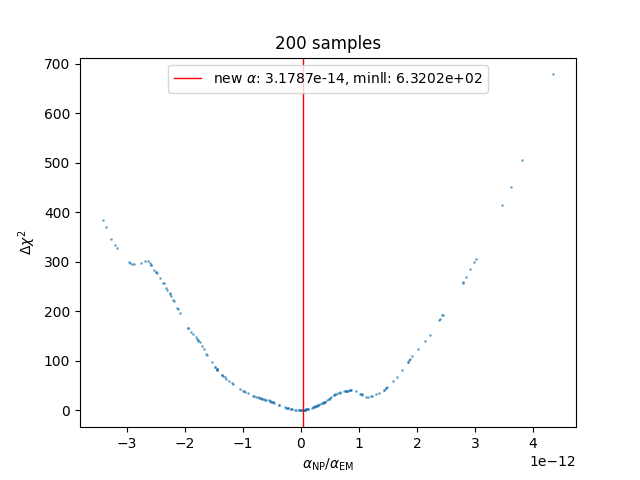 200 samples
new α: 3.1787e-14, minll: 6.3202e+02
700
600
500
400
300
200
100
0
Δχ²
−3 −2 −1 0 1 2 3 4
1e−12
α_NP/α_EM